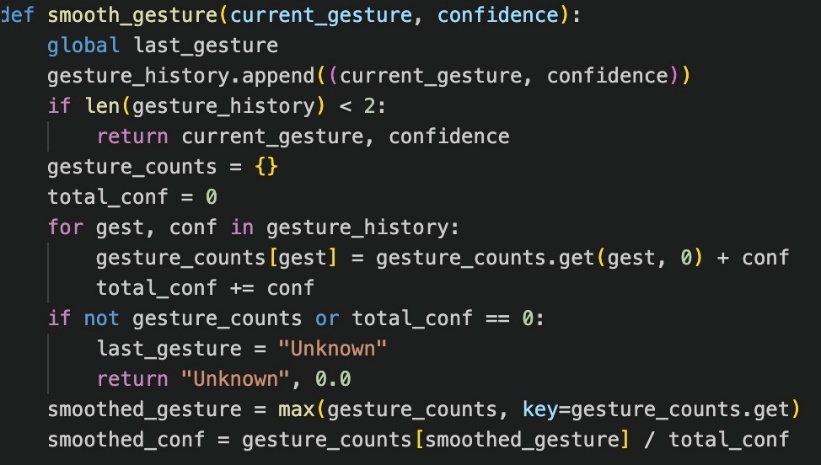 def smooth_gesture(current_gesture, confidence):
    global last_gesture
    gesture_history.append((current_gesture, confidence))
    if len(gesture_history) < 2:
        return current_gesture, confidence
    gesture_counts = {}
    total_conf = 0
    for gest, conf in gesture_history:
        gesture_counts[gest] = gesture_counts.get(gest, 0) + conf
        total_conf += conf
    if not gesture_counts or total_conf == 0:
        last_gesture = "Unknown"
        return "Unknown", 0.0
    smoothed_gesture = max(gesture_counts, key=gesture_counts.get)
    smoothed_conf = gesture_counts[smoothed_gesture] / total_conf